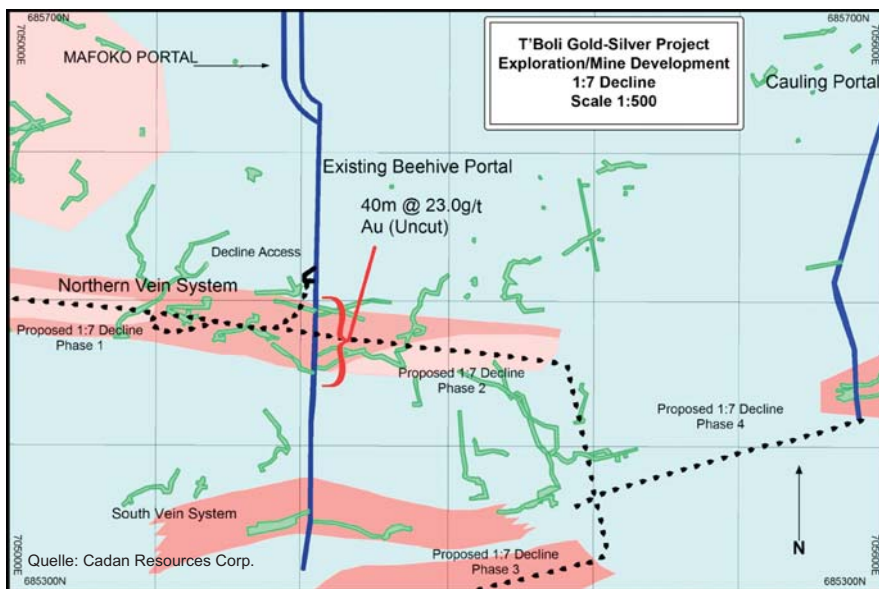 685700N
705000E
MAFOKO PORTAL
T'Boli Gold-Silver Project
Exploration/Mine Development
1:7 Decline
Scale 1:500
685700N
705600E
Cauling Portal
Existing Beehive Portal
40m @ 23.0g/t
Au (Uncut)
Decline Access
Northern Vein System
Proposed 1:7 Decline
Phase 1
Proposed 1:7 Decline
Phase 2
Proposed 1:7 Decline
Phase 4
South Vein System
Proposed 1:7 Decline
Phase 3
N
Quelle: Cadan Resources Corp.
705000E
685300N
705600E
685300N